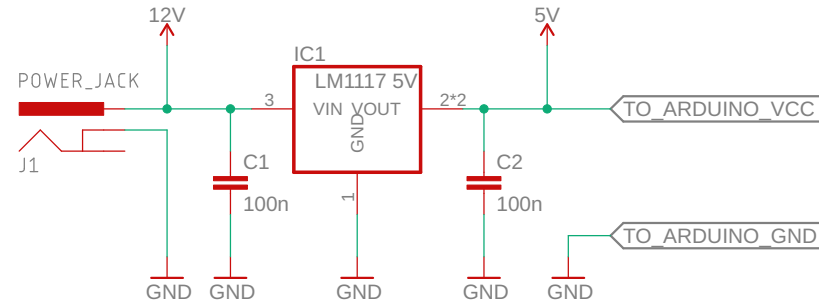 12V
5V
IC1
POWER_JACK
LM1117 5V
3
VIN
VOUT
2*2
TO_ARDUINO_VCC
GND
J1
C1
C2
1
100n
100n
TO_ARDUINO_GND
GND
GND
GND
GND
GND